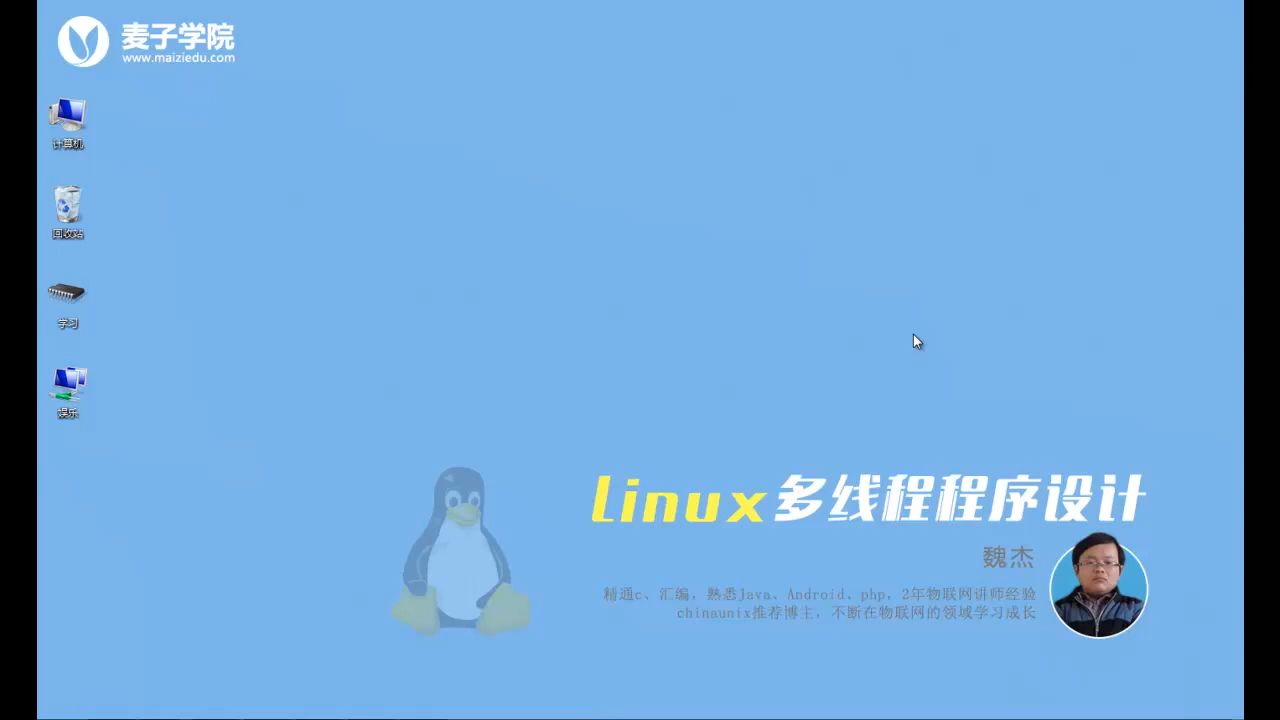 麦子学院
www.maiziedu.com
计算机
回收站
学习
娱乐
Linux多线程程序设计
魏杰
精通c、汇编，熟悉Java、Android、php，2年物联网讲师经验
chinaunix推荐博主，不断在物联网的领域学习成长